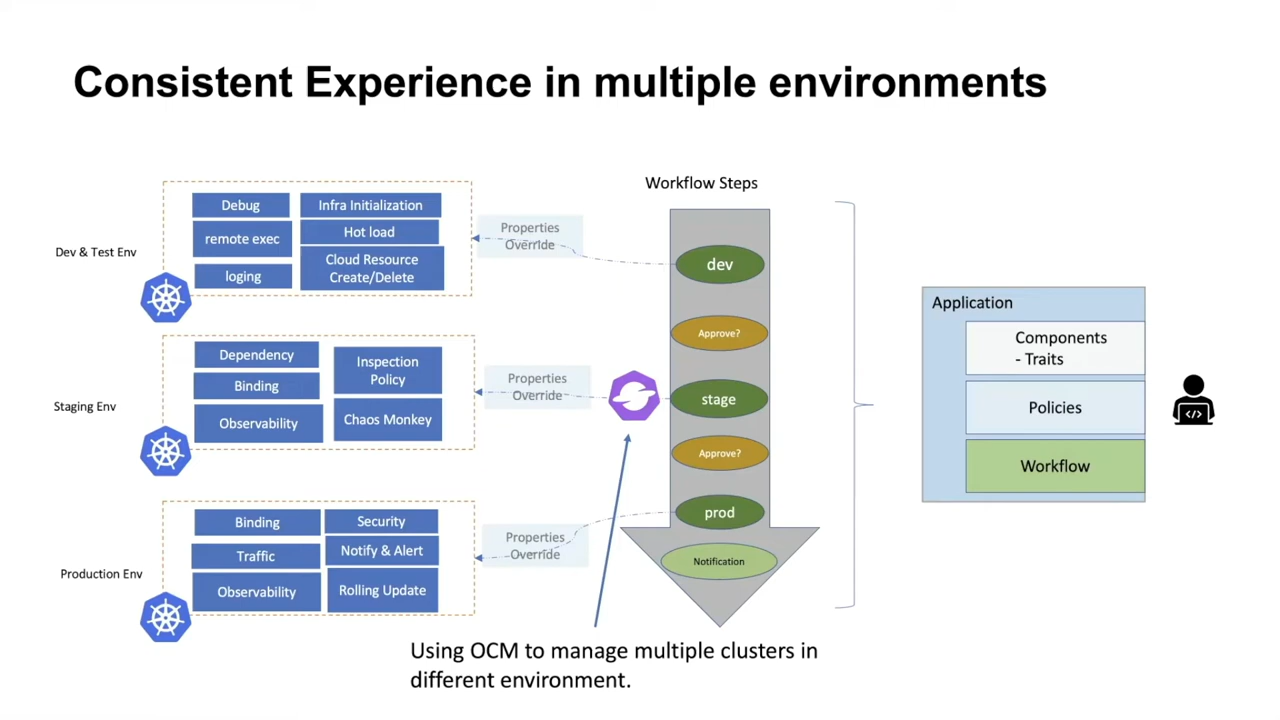 Consistent Experience in multiple environments
Workflow Steps
Dev & Test Env
Debug
Infra Initialization
remote exec
Hot load
loging
Cloud Resource
Create/Delete
Properties
Override
dev
Approve?
Staging Env
Dependency
Inspection
Policy
Binding
Observability
Chaos Monkey
Properties
Override
stage
Approve?
Production Env
Binding
Security
Traffic
Notify & Alert
Observability
Rolling Update
Properties
Override
prod
Notification
Application
Components
- Traits
Policies
Workflow
</>
Using OCM to manage multiple clusters in
different environment.